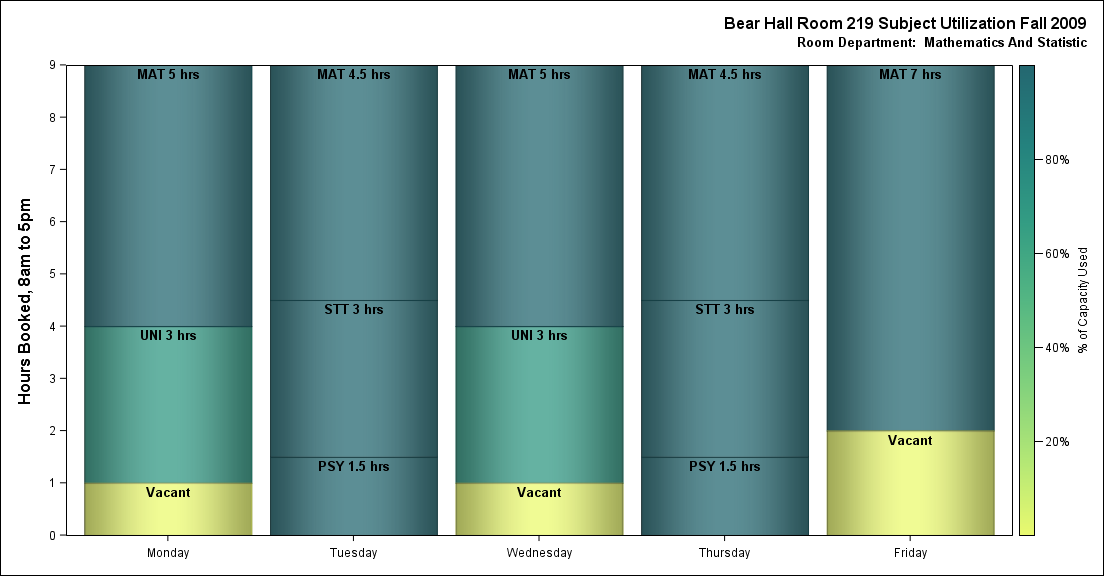 Bear Hall Room 219 Subject Utilization Fall 2009
Room Department:  Mathematics And Statistic
Hours Booked, 8am to 5pm
9
8
7
6
5
4
3
2
1
0
MAT 5 hrs
UNI 3 hrs
Vacant
MAT 4.5 hrs
STT 3 hrs
PSY 1.5 hrs
MAT 5 hrs
UNI 3 hrs
Vacant
MAT 4.5 hrs
STT 3 hrs
PSY 1.5 hrs
MAT 7 hrs
Vacant
Monday
Tuesday
Wednesday
Thursday
Friday
80%
60%
40%
20%
% of Capacity Used